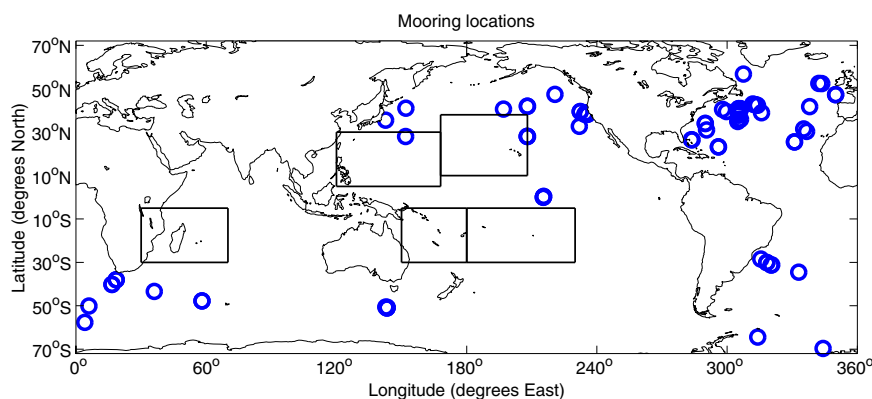 Mooring locations
70°N
50°N
30°N
10°N
10°S
30°S
50°S
70°S
Latitude (degrees North)
0° 60° 120° 180° 240° 300° 360°
Longitude (degrees East)